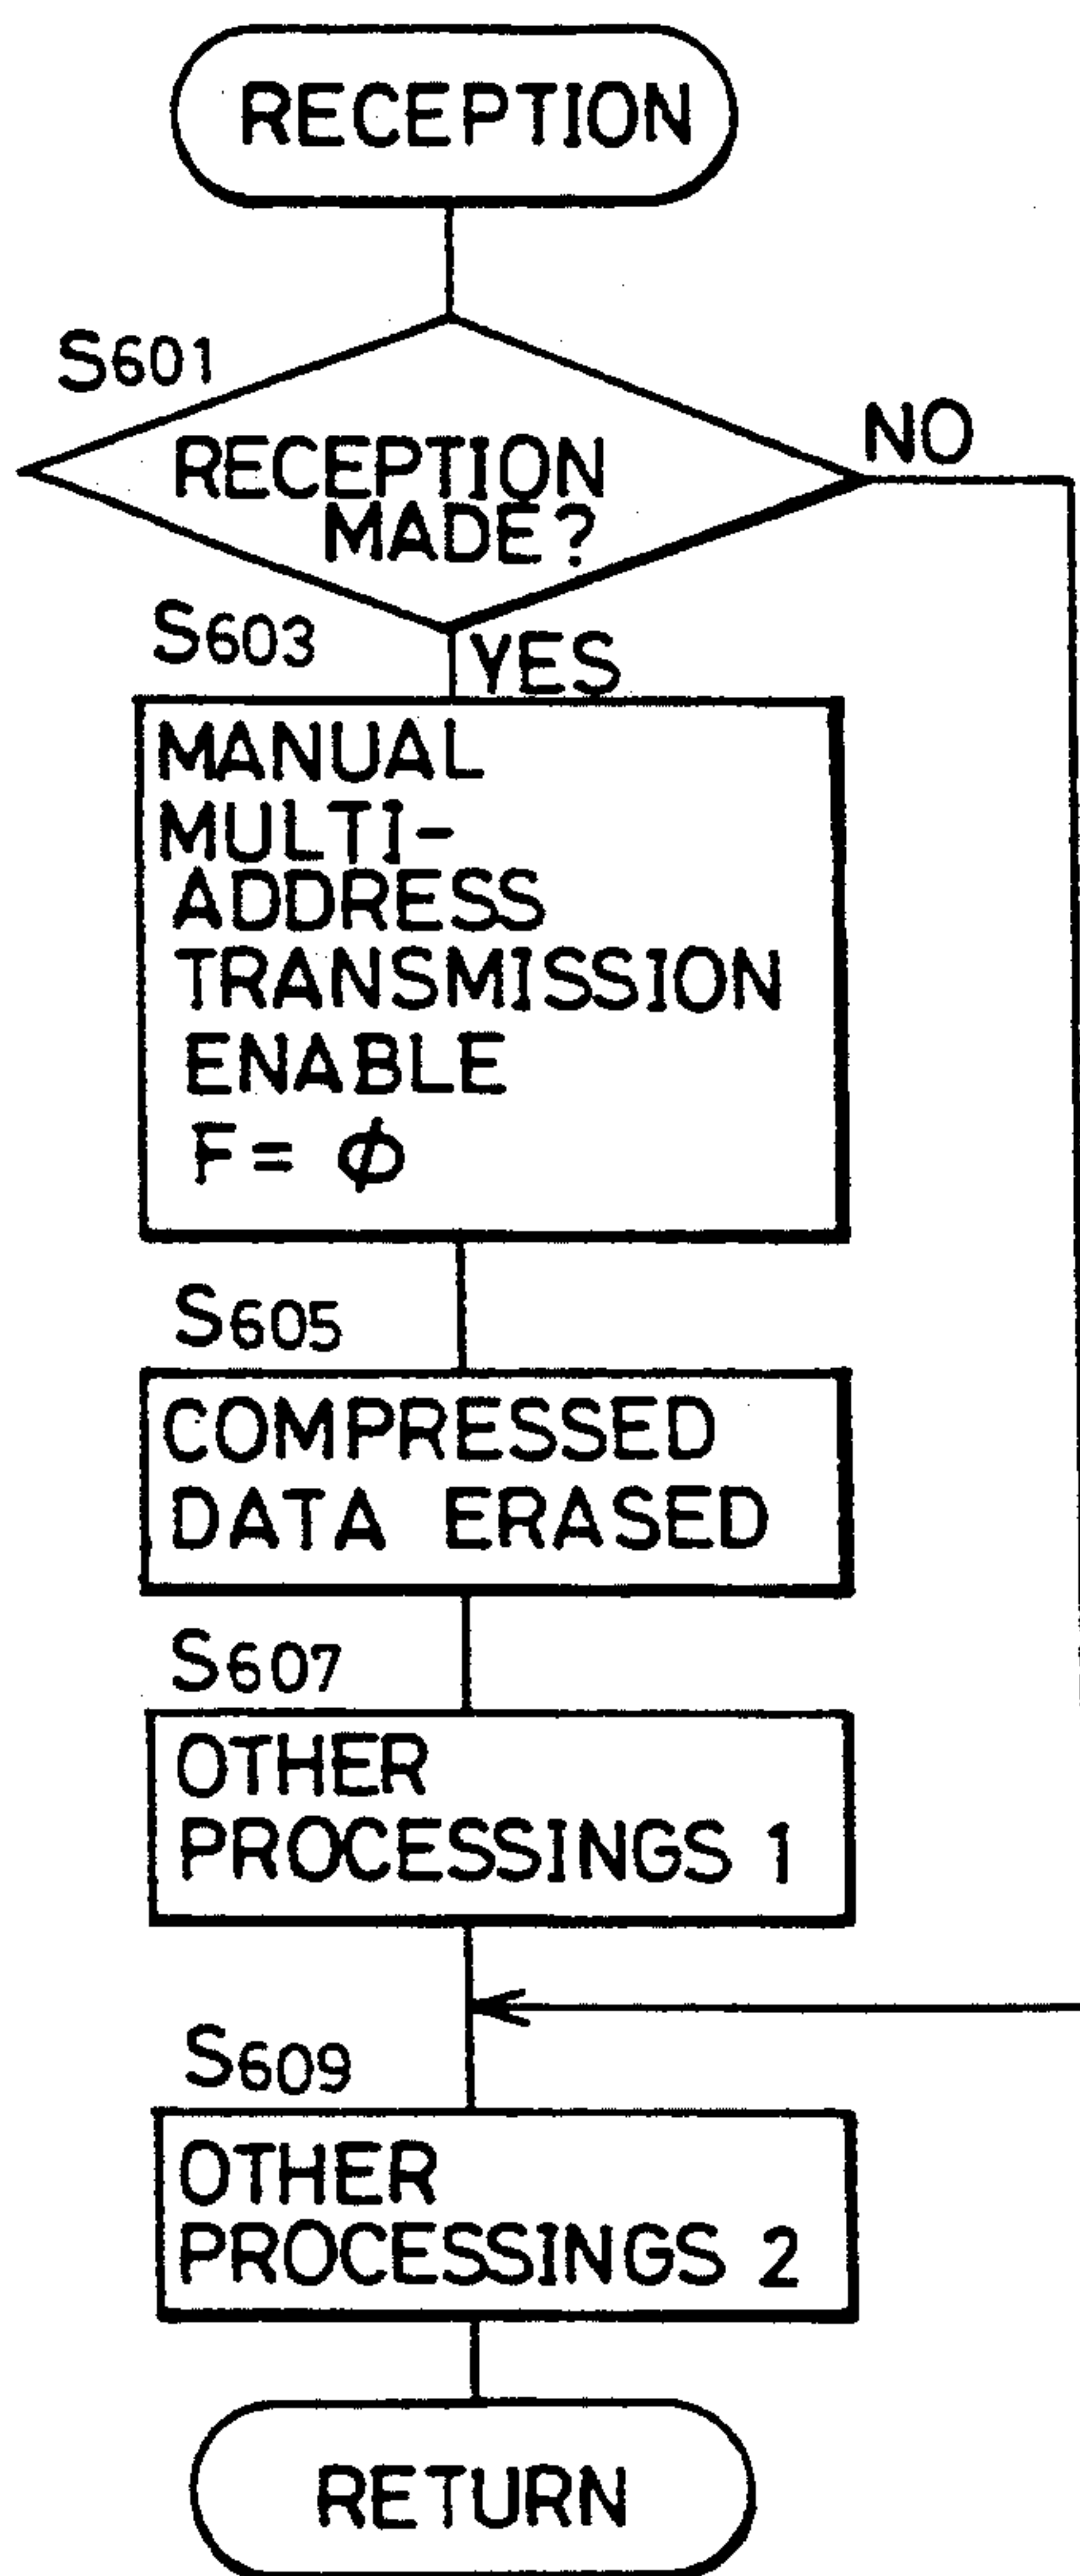 RECEPTION
S601
RECEPTION
MADE?
NO
S603
YES
MANUAL
MULTI-
ADDRESS
TRANSMISSION
ENABLE
F= ϕ
S605
COMPRESSED
DATA ERASED
S607
OTHER
PROCESSINGS 1
S609
OTHER
PROCESSINGS 2
RETURN